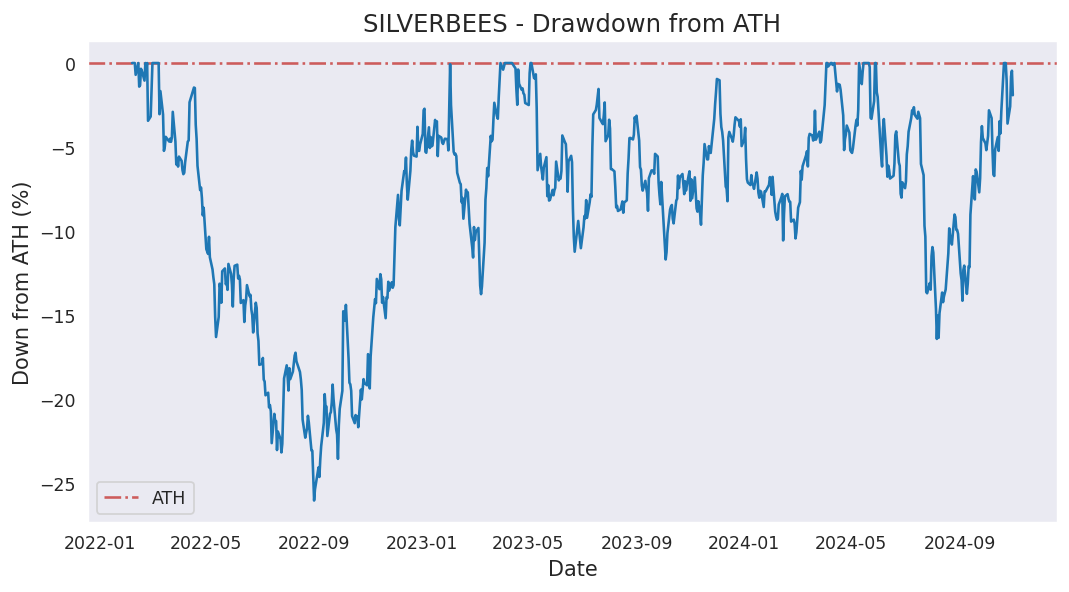 SILVERBEES - Drawdown from ATH
Down from ATH (%)
0
−5
−10
−15
−20
−25
ATH
2022-01 2022-05 2022-09 2023-01 2023-05 2023-09 2024-01 2024-05 2024-09
Date